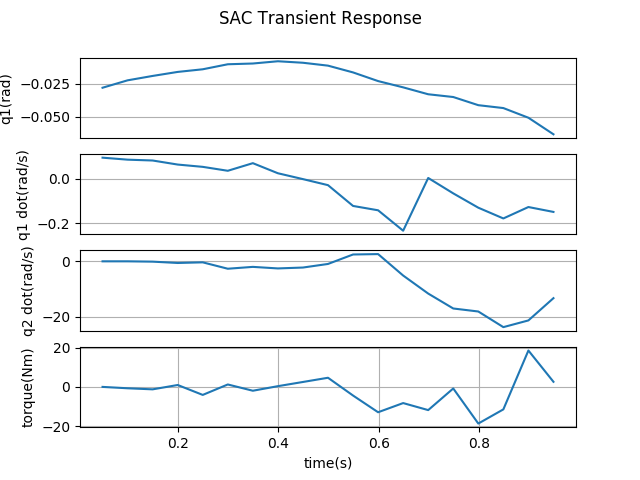 SAC Transient Response
q1(rad)
−0.025
−0.050
q1 dot(rad/s)
0.0
−0.2
q2 dot(rad/s)
0
−20
torque(Nm)
20
0
−20
0.2 0.4 0.6 0.8
time(s)